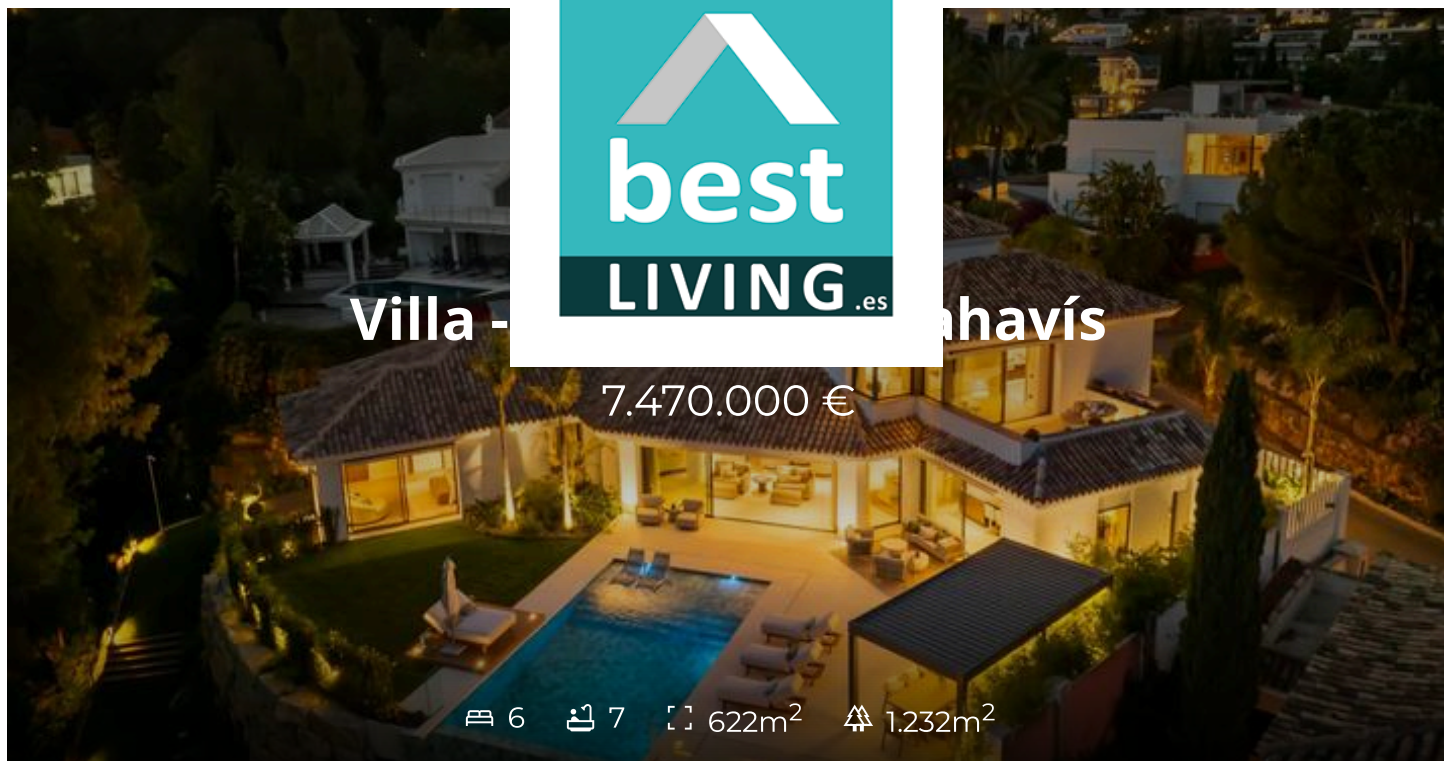 best
LIVING.es
Villa - ahavís
7.470.000 €
6 7 622m² 1.232m²